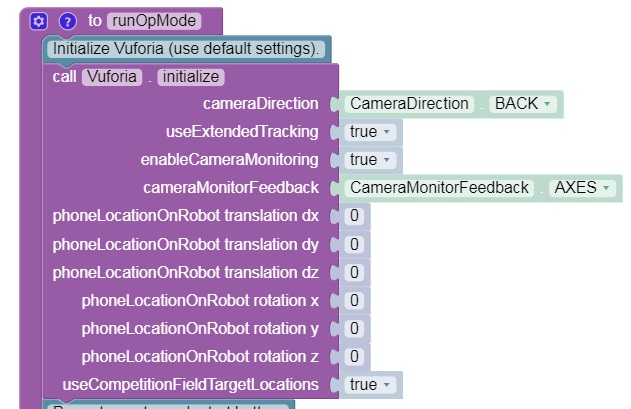 ? to runOpMode
Initialize Vuforia (use default settings).
call Vuforia . initialize
cameraDirection CameraDirection . BACK
useExtendedTracking true
enableCameraMonitoring true
cameraMonitorFeedback CameraMonitorFeedback . AXES
phoneLocationOnRobot translation dx 0
phoneLocationOnRobot translation dy 0
phoneLocationOnRobot translation dz 0
phoneLocationOnRobot rotation x 0
phoneLocationOnRobot rotation y 0
phoneLocationOnRobot rotation z 0
useCompetitionFieldTargetLocations true